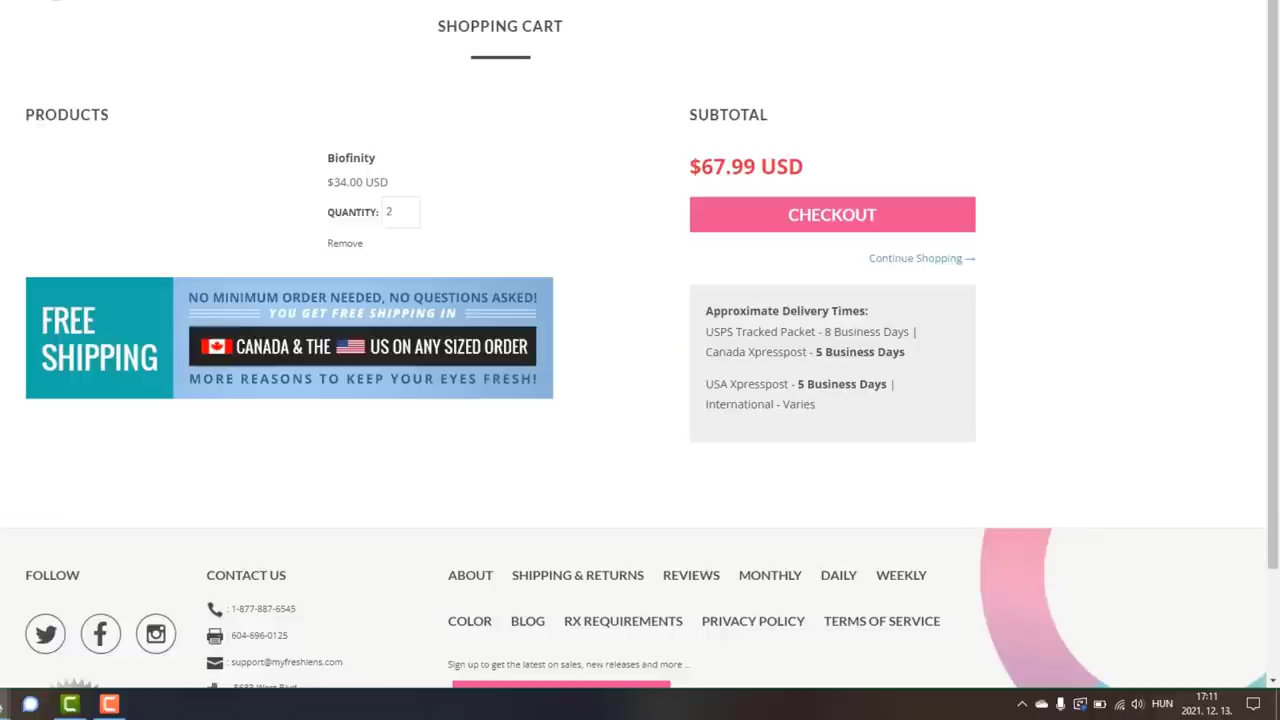 SHOPPING CART
PRODUCTS
Biofinity
$34.00 USD
QUANTITY: 2
Remove
FREE
SHIPPING
NO MINIMUM ORDER NEEDED, NO QUESTIONS ASKED!
YOU GET FREE SHIPPING IN
CANADA & THE US ON ANY SIZED ORDER
MORE REASONS TO KEEP YOUR EYES FRESH!
SUBTOTAL
$67.99 USD
CHECKOUT
Continue Shopping →
Approximate Delivery Times:
USPS Tracked Packet - 8 Business Days |
Canada Xpresspost - 5 Business Days
USA Xpresspost - 5 Business Days |
International - Varies
FOLLOW
CONTACT US
: 1-877-887-6545
604-696-0125
: support@myfreshlens.com
: 5683 West Blvd
ABOUT SHIPPING & RETURNS REVIEWS MONTHLY DAILY WEEKLY
COLOR BLOG RX REQUIREMENTS PRIVACY POLICY TERMS OF SERVICE
Sign up to get the latest on sales, new releases and more ...
HUN
17:11
2021. 12. 13.